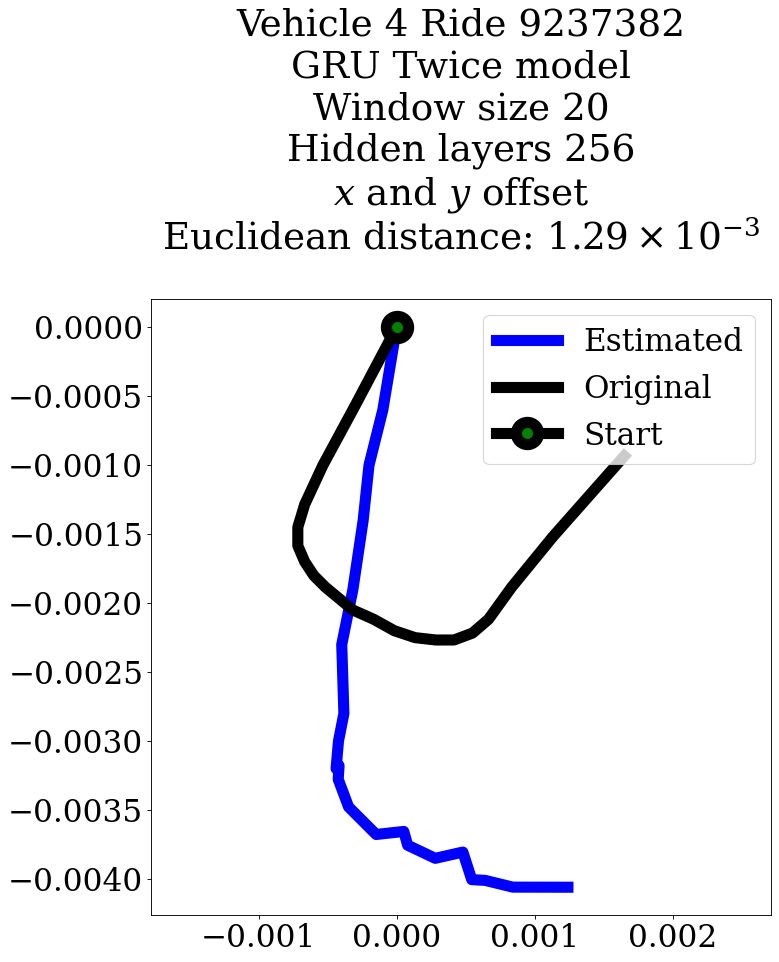 Vehicle 4 Ride 9237382
GRU Twice model
Window size 20
Hidden layers 256
x and y offset
Euclidean distance: 1.29 × 10⁻³
0.0000
−0.0005
−0.0010
−0.0015
−0.0020
−0.0025
−0.0030
−0.0035
−0.0040
Estimated
Original
Start
−0.001 0.000 0.001 0.002